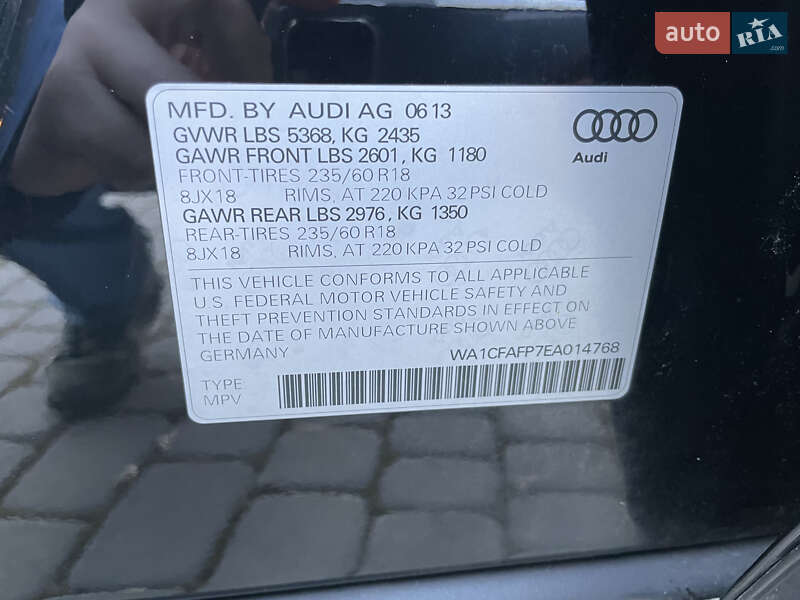 auto RIA .com
MFD. BY AUDI AG 06 13
GVWR LBS 5368, KG 2435
GAWR FRONT LBS 2601, KG 1180
FRONT-TIRES 235/60 R18
8JX18 RIMS, AT 220 KPA 32 PSI COLD
GAWR REAR LBS 2976, KG 1350
REAR-TIRES 235/60 R18
8JX18 RIMS, AT 220 KPA 32 PSI COLD
Audi
THIS VEHICLE CONFORMS TO ALL APPLICABLE
U.S. FEDERAL MOTOR VEHICLE SAFETY AND
THEFT PREVENTION STANDARDS IN EFFECT ON
THE DATE OF MANUFACTURE SHOWN ABOVE
GERMANY WA1CFAFP7EA014768
TYPE:
MPV